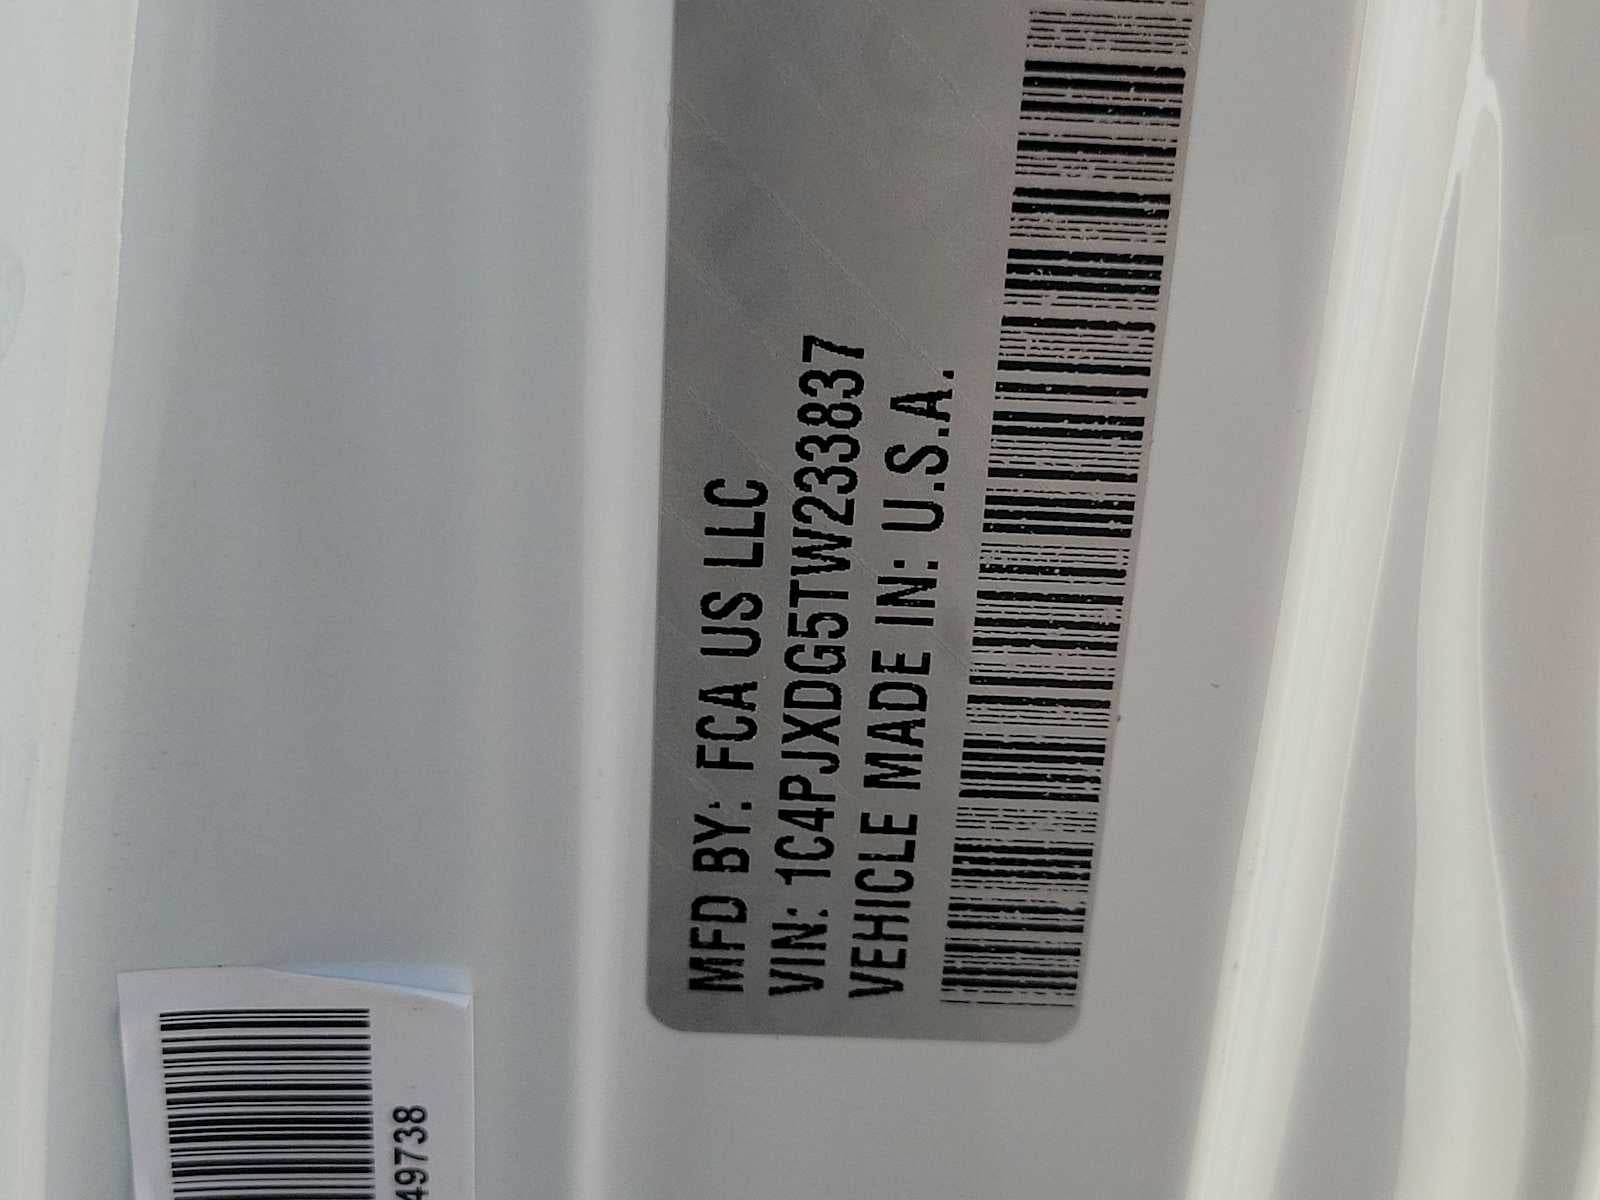 MFD BY: FCA US LLC
VIN: 1C4PJXDG5TW233837
VEHICLE MADE IN: U.S.A.
49738